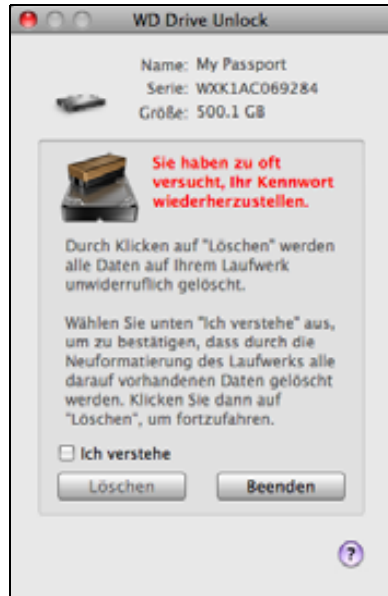 WD Drive Unlock
Name: My Passport
Serie: WXK1AC069284
Größe: 500.1 GB
Sie haben zu oft
versucht, Ihr Kennwort
wiederherzustellen.
Durch Klicken auf "Löschen" werden
alle Daten auf Ihrem Laufwerk
unwiderruflich gelöscht.
Wählen Sie unten "Ich verstehe" aus,
um zu bestätigen, dass durch die
Neuformatierung des Laufwerks alle
darauf vorhandenen Daten gelöscht
werden. Klicken Sie dann auf
"Löschen", um fortzufahren.
Ich verstehe
Löschen Beenden
?